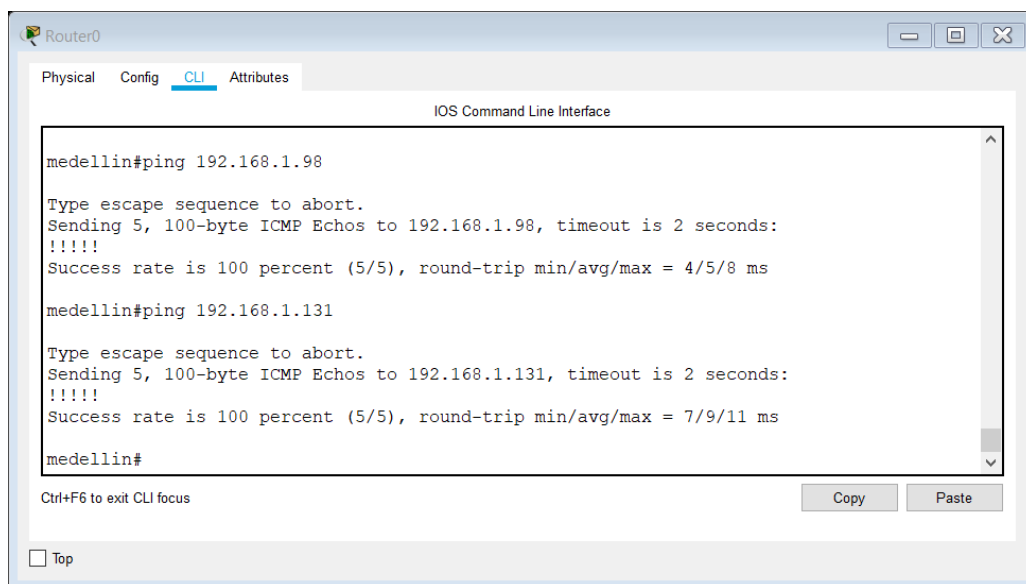 Router0
Physical Config CLI Attributes
IOS Command Line Interface
medellin#ping 192.168.1.98
Type escape sequence to abort.
Sending 5, 100-byte ICMP Echos to 192.168.1.98, timeout is 2 seconds:
!!!!!
Success rate is 100 percent (5/5), round-trip min/avg/max = 4/5/8 ms
medellin#ping 192.168.1.131
Type escape sequence to abort.
Sending 5, 100-byte ICMP Echos to 192.168.1.131, timeout is 2 seconds:
!!!!!
Success rate is 100 percent (5/5), round-trip min/avg/max = 7/9/11 ms
medellin#
Ctrl+F6 to exit CLI focus
Copy Paste
Top